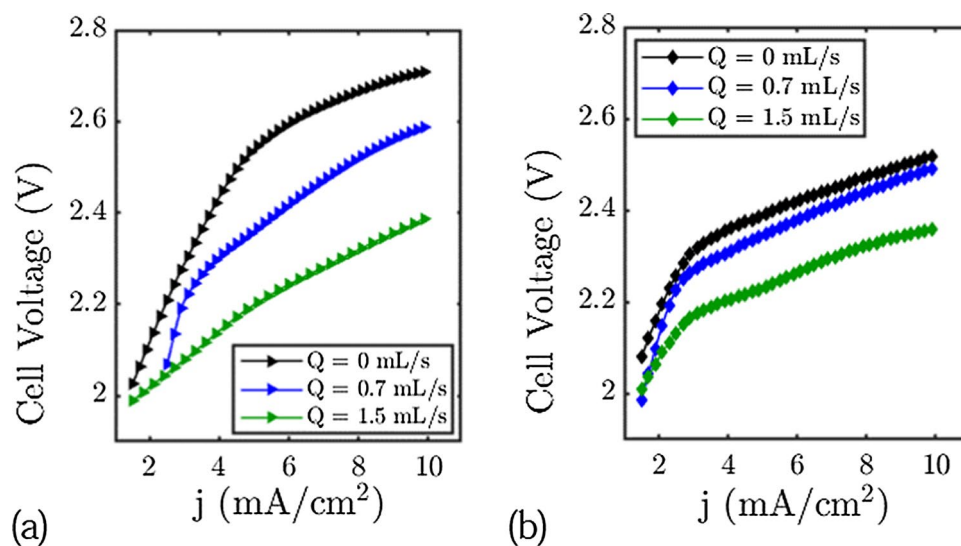 2.8
2.6
2.4
2.2
2
Cell Voltage (V)
Q = 0 mL/s
Q = 0.7 mL/s
Q = 1.5 mL/s
2 4 6 8 10
j (mA/cm²)
(a)
2.8
2.6
2.4
2.2
2
Cell Voltage (V)
Q = 0 mL/s
Q = 0.7 mL/s
Q = 1.5 mL/s
2 4 6 8 10
j (mA/cm²)
(b)